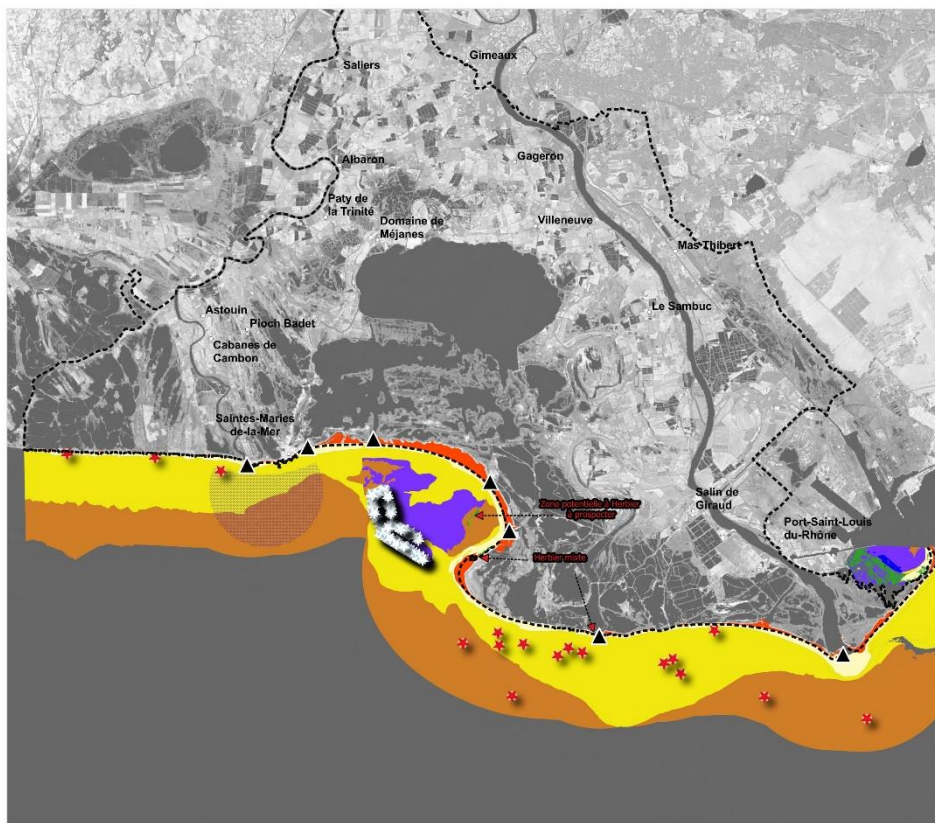 Gimeaux
Saliers
Albaron
Gageron
Paty de
la Trinité
Domaine de
Méjanes
Villeneuve
Mas Thibert
Astouin
Pioch Badet
Le Sambuc
Cabanes de
Cambon
Saintes-Maries
de-la-Mer
Salin de
Giraud
Zone potentielle à Herbier
à prospecter
Port-Saint-Louis
du-Rhône
Herbier mixte